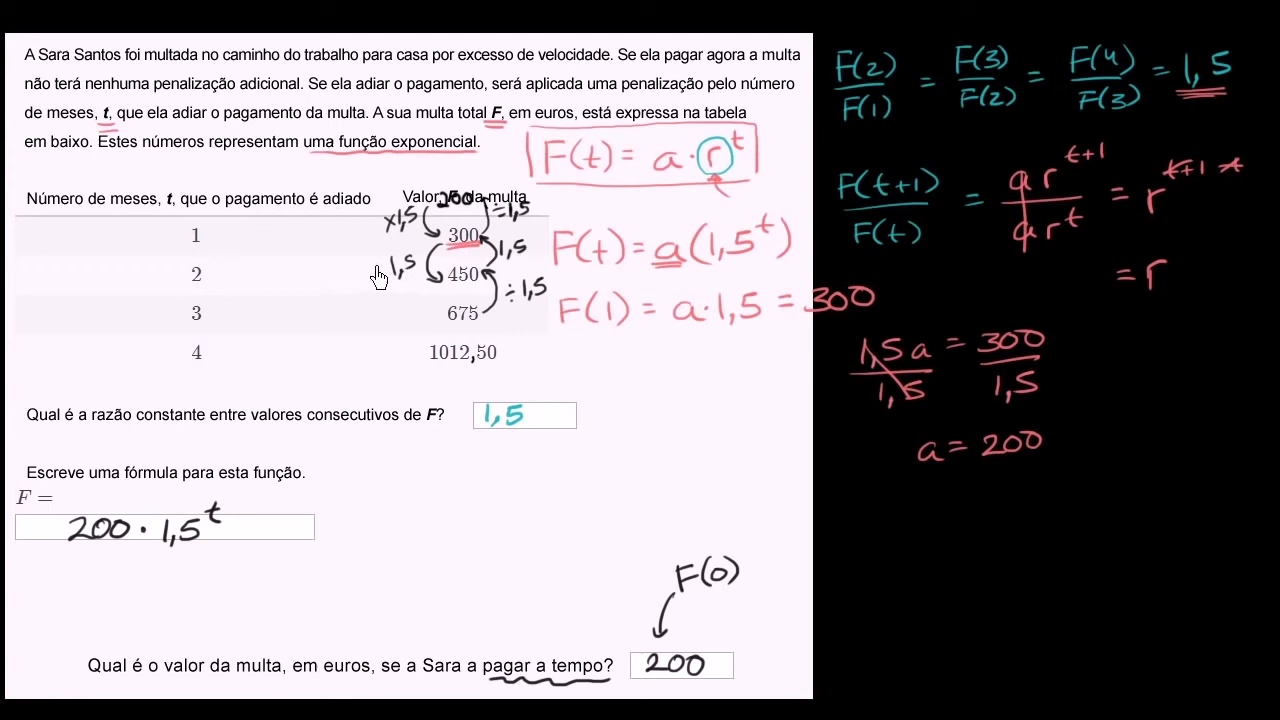 A Sara Santos foi multada no caminho do trabalho para casa por excesso de velocidade. Se ela pagar agora a multa
não terá nenhuma penalização adicional. Se ela adiar o pagamento, será aplicada uma penalização pelo número
de meses, t, que ela adiar o pagamento da multa. A sua multa total F, em euros, está expressa na tabela
em baixo. Estes números representam uma função exponencial.
F(t) = a · r^t
Número de meses, t, que o pagamento é adiado Valor, F, da multa
200
×1,5 ÷1,5
1 300
1,5 1,5
2 450
÷1,5
3 675
4 1012,50
F(t) = a(1,5^t)
F(1) = a·1,5 = 300
Qual é a razão constante entre valores consecutivos de F? 1,5
Escreve uma fórmula para esta função.
F =
200 · 1,5^t
F(0)
Qual é o valor da multa, em euros, se a Sara a pagar a tempo? 200
F(2)/F(1) = F(3)/F(2) = F(4)/F(3) = 1,5
F(t+1)/F(t) = ar^t+1/ar^t = r^t+1-t
= r
1,5a/1,5 = 300/1,5
a = 200